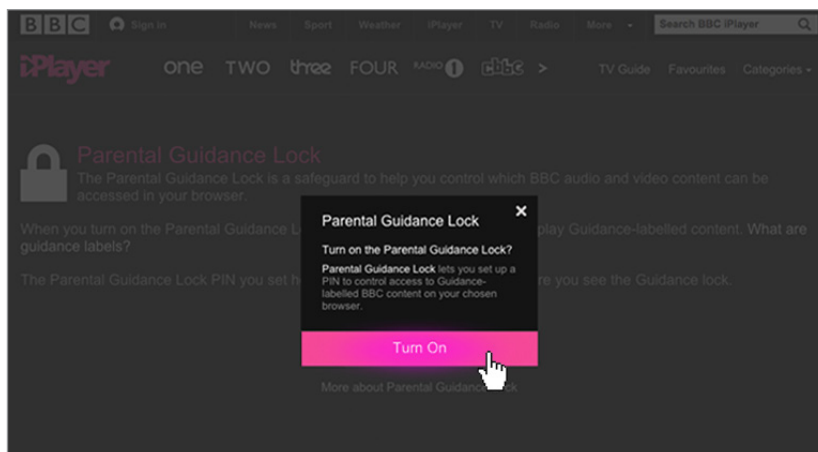 BBC Sign in News Sport Weather iPlayer TV Radio More Search BBC iPlayer
iPlayer one TWO three FOUR RADIO 1 cbbc > TV Guide Favourites Categories
Parental Guidance Lock
The Parental Guidance Lock is a safeguard to help you control which BBC audio and video content can be
accessed in your browser.
When you turn on the Parental Guidance L
play Guidance-labelled content. What are
guidance labels?
The Parental Guidance Lock PIN you set h
re you see the Guidance lock.
Parental Guidance Lock
Turn on the Parental Guidance Lock?
Parental Guidance Lock lets you set up a
PIN to control access to Guidance-
labelled BBC content on your chosen
browser.
Turn On
More about Parental Guidance Lock